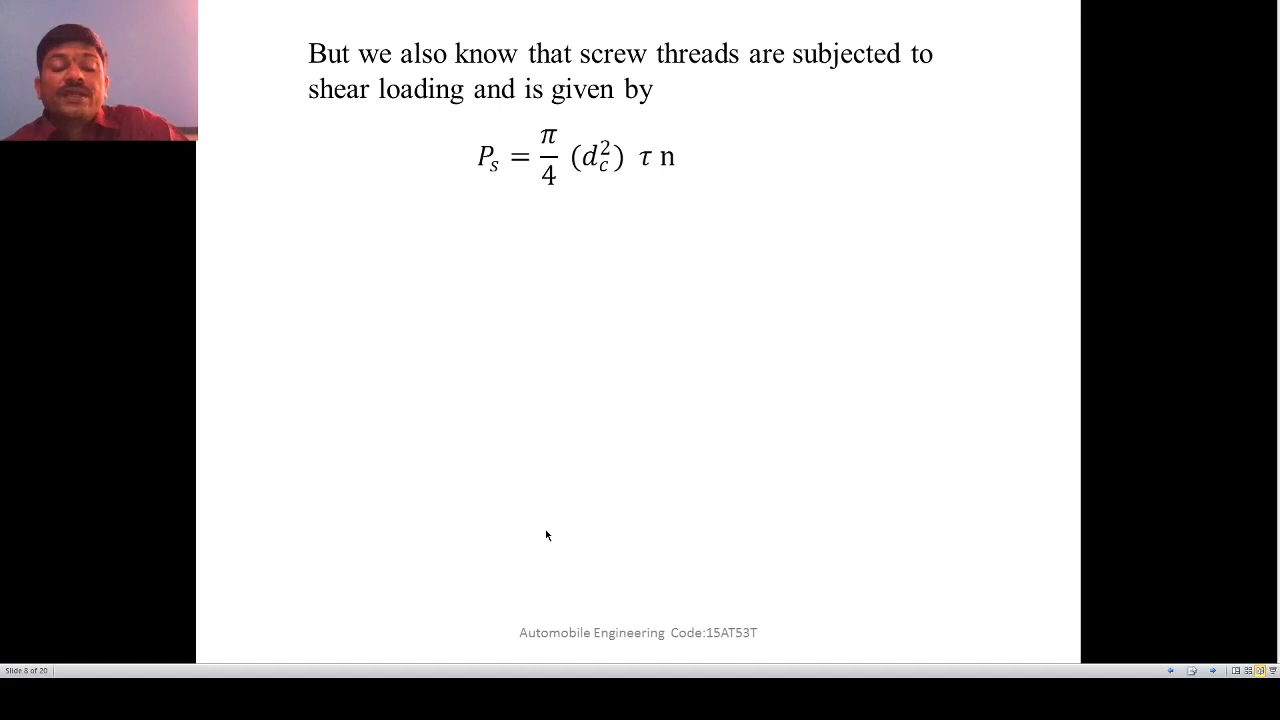 But we also know that screw threads are subjected to
shear loading and is given by
P_s = π/4 (d_c^2) τ n
Automobile Engineering Code:15AT53T
Slide 8 of 20